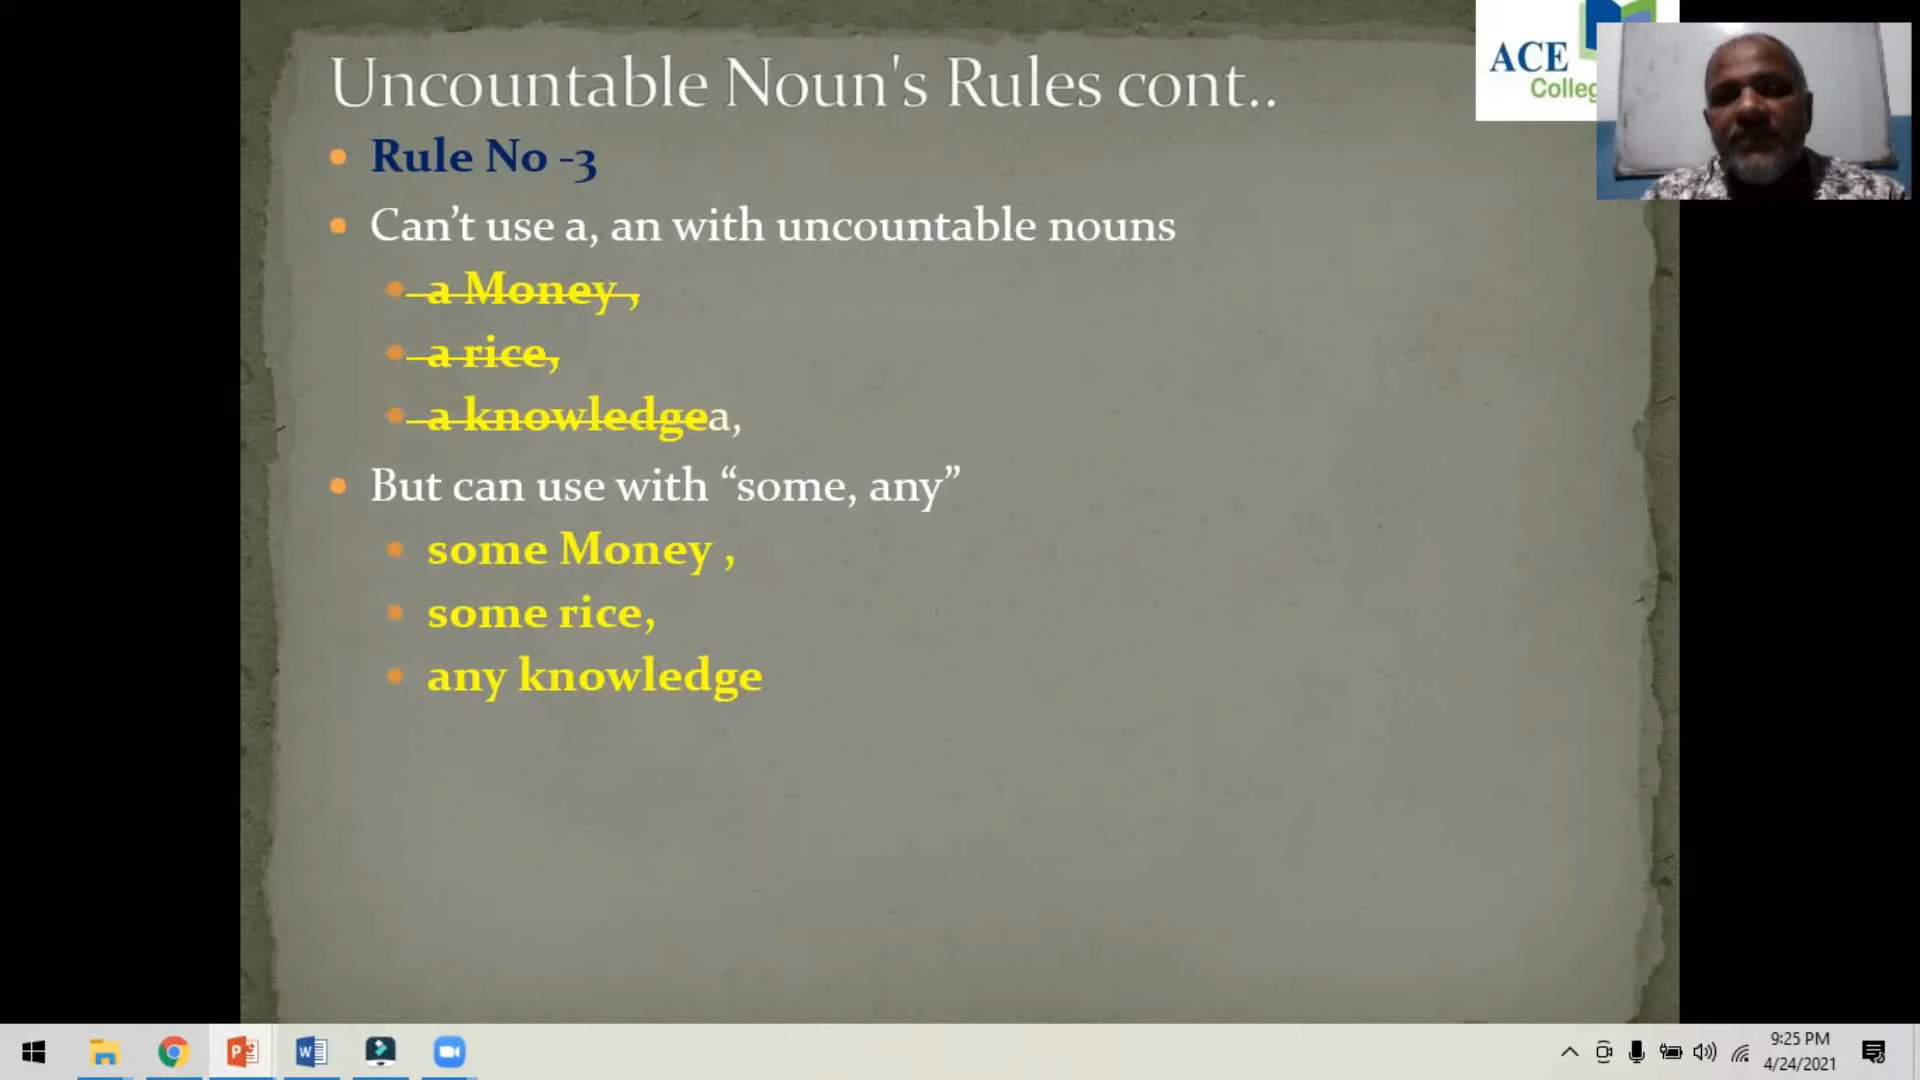 Uncountable Noun's Rules cont..
ACE
Colleg
Rule No -3
Can't use a, an with uncountable nouns
a Money ,
a rice,
a knowledgea,
But can use with “some, any”
some Money ,
some rice,
any knowledge
9:25 PM
4/24/2021